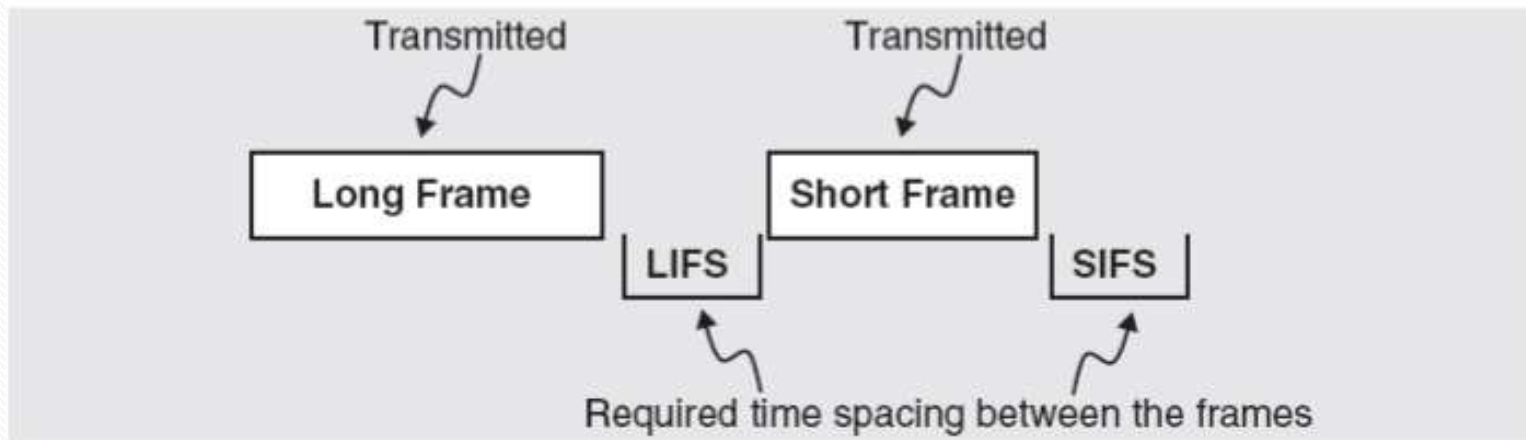 Transmitted Transmitted
Long Frame Short Frame
LIFS SIFS
Required time spacing between the frames